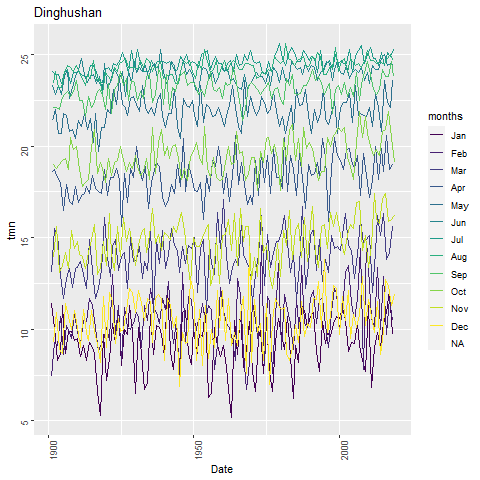 Dinghushan
25
20
15
10
5
tmn
1900
1950
2000
Date
months
Jan
Feb
Mar
Apr
May
Jun
Jul
Aug
Sep
Oct
Nov
Dec
NA